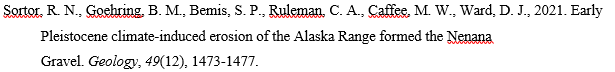 Sortor, R. N., Goehring, B. M., Bemis, S. P., Ruleman, C. A., Caffee, M. W., Ward, D. J., 2021. Early
Pleistocene climate-induced erosion of the Alaska Range formed the Nenana
Gravel. Geology, 49(12), 1473-1477.